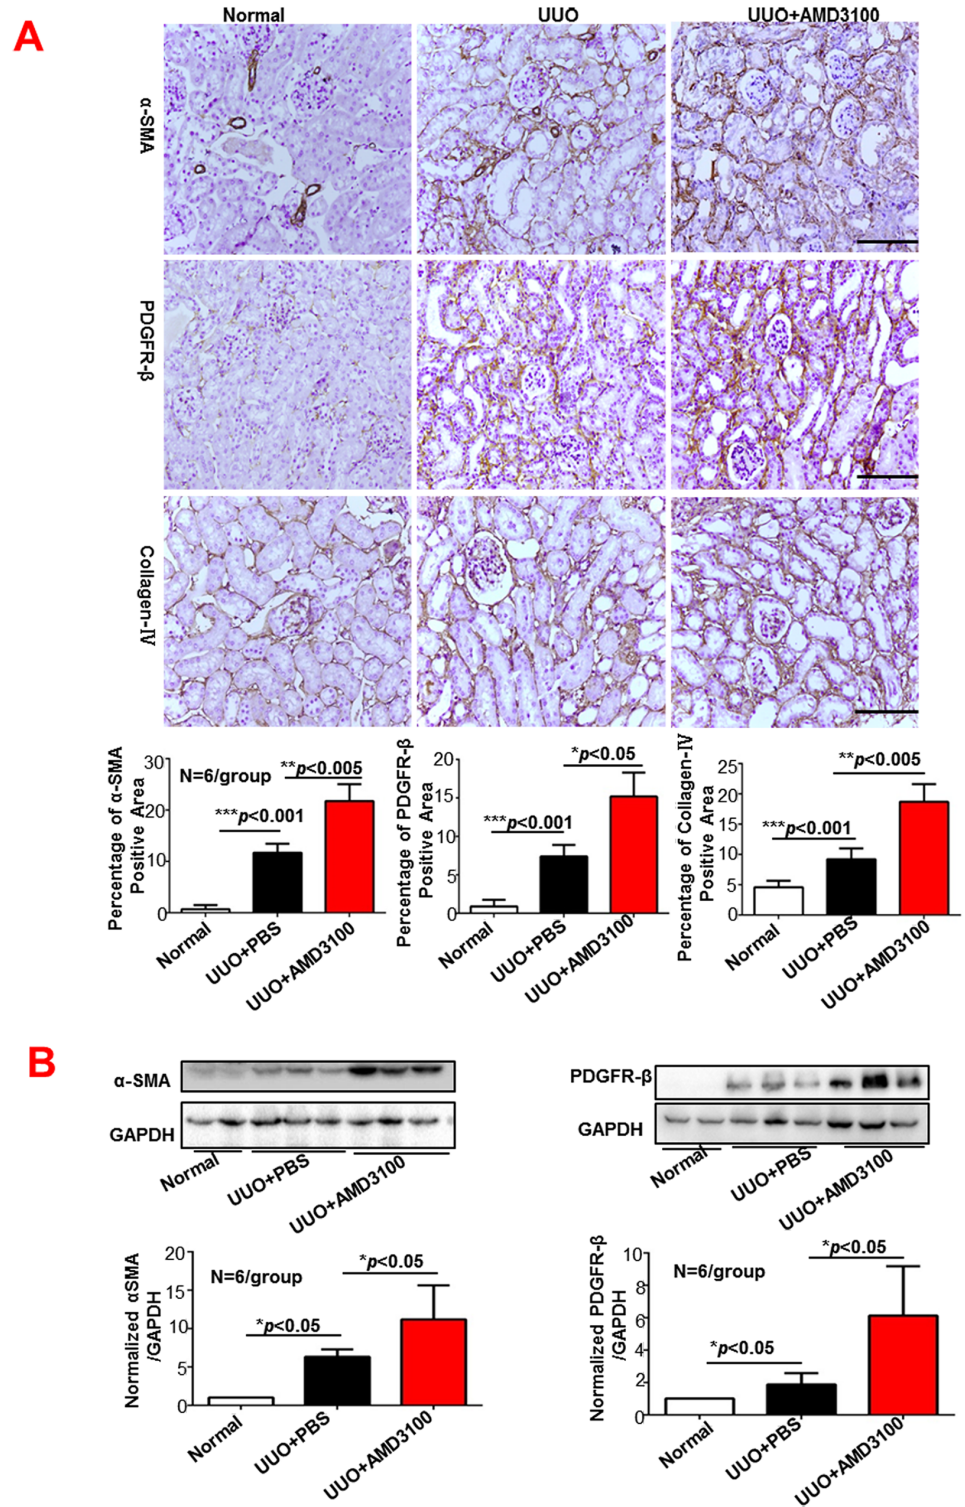 A
Normal
UUO
UUO+AMD3100
α-SMA
PDGFR-β
Collagen-IV
Percentage of α-SMA
Positive Area
30
20
10
0
N=6/group
***p<0.001
**p<0.005
Normal
UUO+PBS
UUO+AMD3100
Percentage of PDGFR-β
Positive Area
20
15
10
5
0
***p<0.001
*p<0.05
Normal
UUO+PBS
UUO+AMD3100
Percentage of Collagen-IV
Positive Area
25
20
15
10
5
0
***p<0.001
**p<0.005
Normal
UUO+PBS
UUO+AMD3100
B
α-SMA
GAPDH
Normal
UUO+PBS
UUO+AMD3100
PDGFR-β
GAPDH
Normal
UUO+PBS
UUO+AMD3100
Normalized αSMA
/GAPDH
20
15
10
5
0
N=6/group
*p<0.05
*p<0.05
Normal
UUO+PBS
UUO+AMD3100
Normalized PDGFR-β
/GAPDH
10
8
6
4
2
0
N=6/group
*p<0.05
*p<0.05
Normal
UUO+PBS
UUO+AMD3100